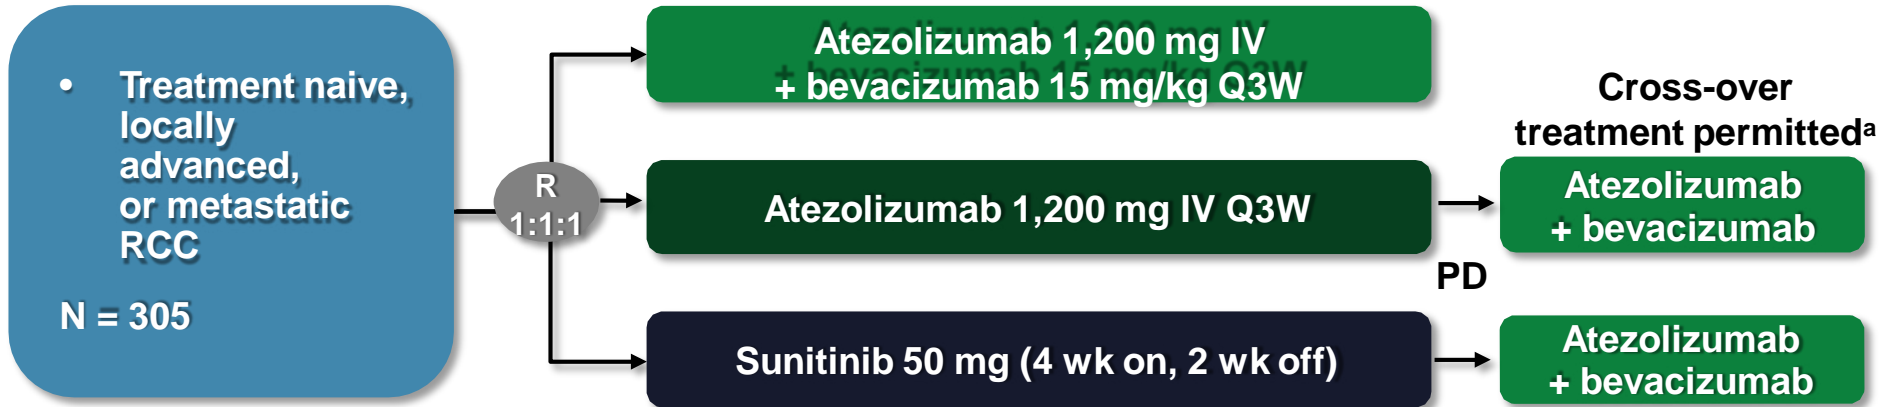 • Treatment naive,
locally
advanced,
or metastatic
RCC
N = 305
R
1:1:1
Atezolizumab 1,200 mg IV
+ bevacizumab 15 mg/kg Q3W
Atezolizumab 1,200 mg IV Q3W
Sunitinib 50 mg (4 wk on, 2 wk off)
PD
Cross-over
treatment permittedᵃ
Atezolizumab
+ bevacizumab
Atezolizumab
+ bevacizumab